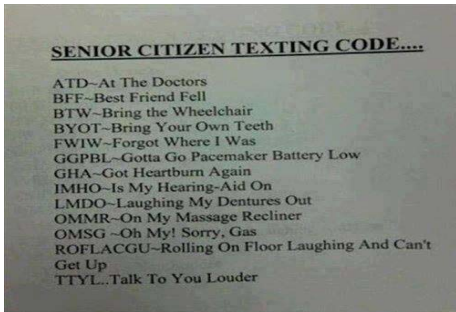 SENIOR CITIZEN TEXTING CODE....
ATD~At The Doctors
BFF~Best Friend Fell
BTW~Bring the Wheelchair
BYOT~Bring Your Own Teeth
FWIW~Forgot Where I Was
GGPBL~Gotta Go Pacemaker Battery Low
GHA~Got Heartburn Again
IMHO~Is My Hearing-Aid On
LMDO~Laughing My Dentures Out
OMMR~On My Massage Recliner
OMSG ~Oh My! Sorry, Gas
ROFLACGU~Rolling On Floor Laughing And Can't
Get Up
TTYL..Talk To You Louder